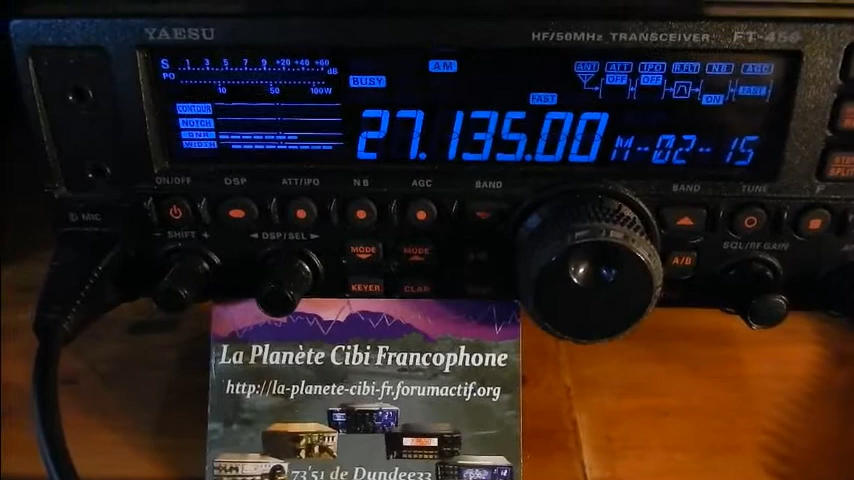 YAESU HF/50MHz TRANSCEIVER FT-450
S 1 3 5 7 9 +20 +40 +60 dB
PO 10 50 100W
BUSY AM FAST
ANT ATT IPO R.FLT NB AGC
OFF OFF ON FAST
CONTOUR
NOTCH
DNR
WIDTH
27.135.00 M-02-15
ON/OFF DSP ATT/IPO NB AGC BAND BAND TUNE
MIC
SHIFT + ◄DSP/SEL►
MODE MODE
A/B
SQL/RF GAIN
KEYER CLAR
SPLIT
La Planète Cibi Francophone
http://la-planete-cibi-fr.forumactif.org
73'51 de Dundee33